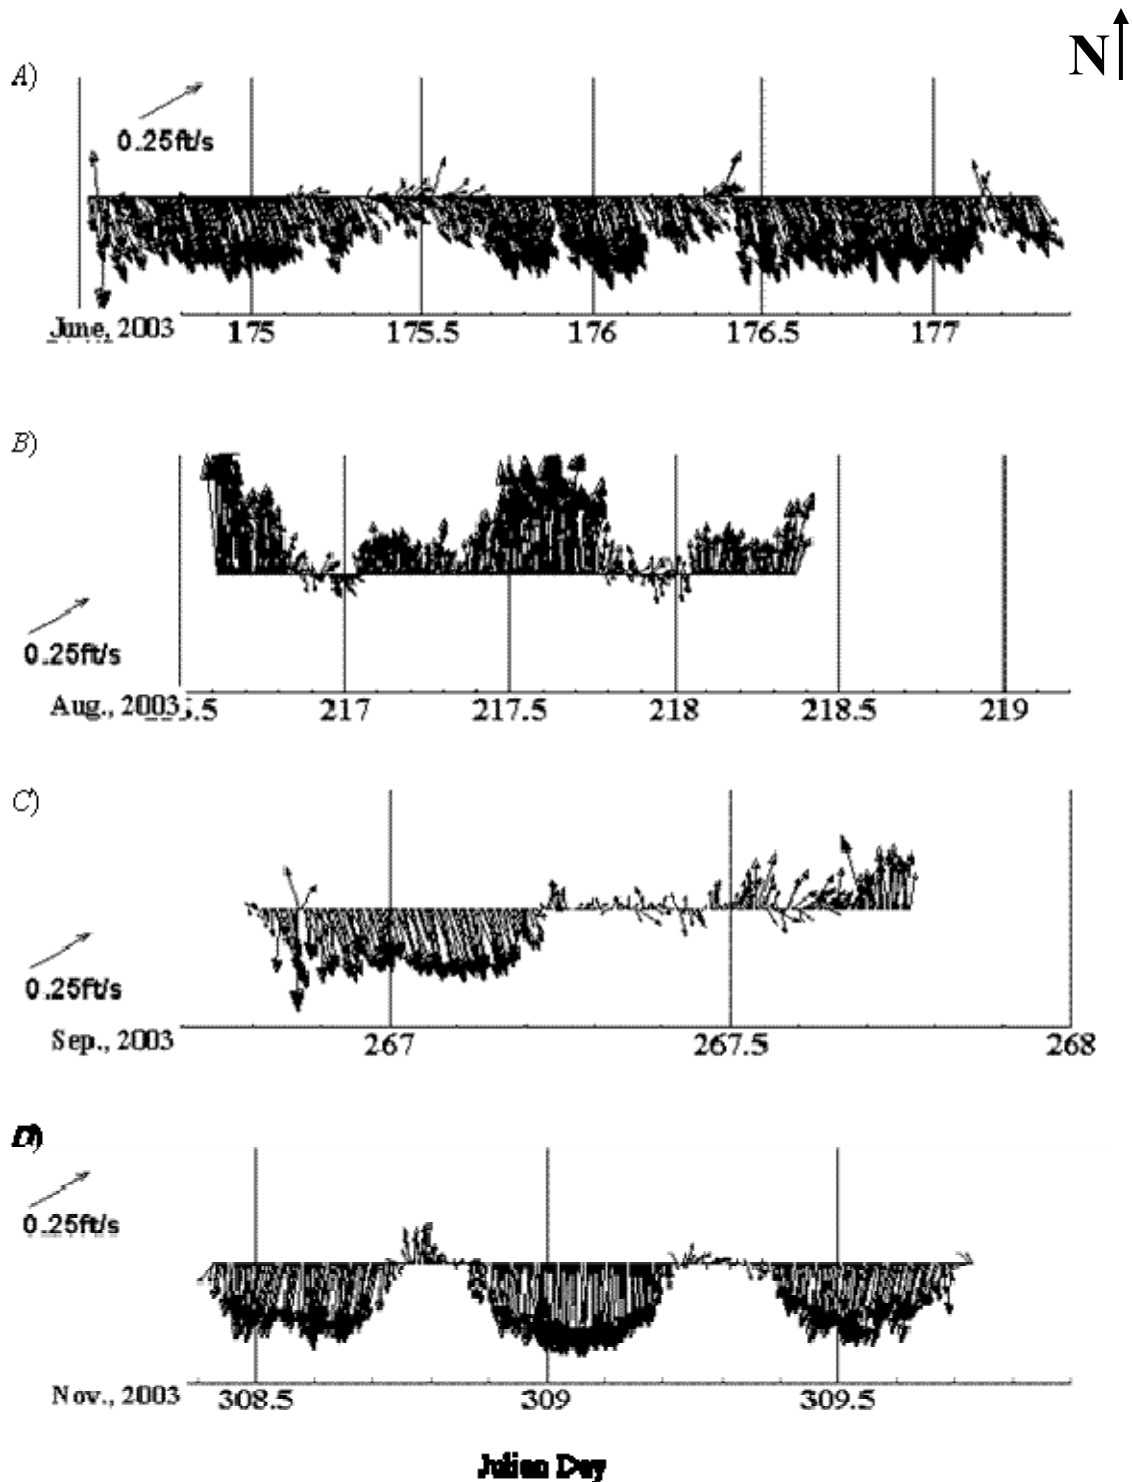 N
A)
0.25ft/s
June, 2003 175 175.5 176 176.5 177
B)
0.25ft/s
Aug., 2003 .5 217 217.5 218 218.5 219
C)
0.25ft/s
Sep., 2003 267 267.5 268
D)
0.25ft/s
Nov., 2003 308.5 309 309.5
Julian Day